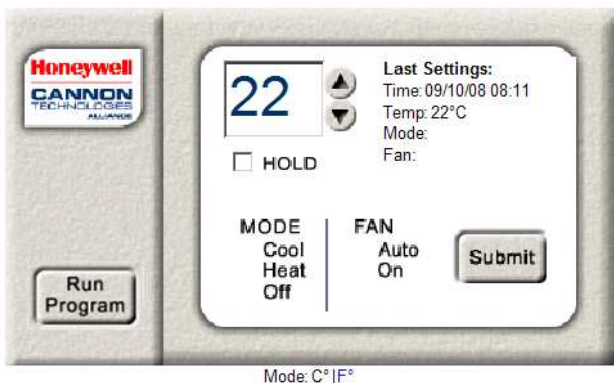 Honeywell
CANNON
TECHNOLOGIES
ALLIANCE
22
HOLD
Last Settings:
Time: 09/10/08 08:11
Temp: 22°C
Mode:
Fan:
MODE
Cool
Heat
Off
FAN
Auto
On
Submit
Run
Program
Mode: C°|F°